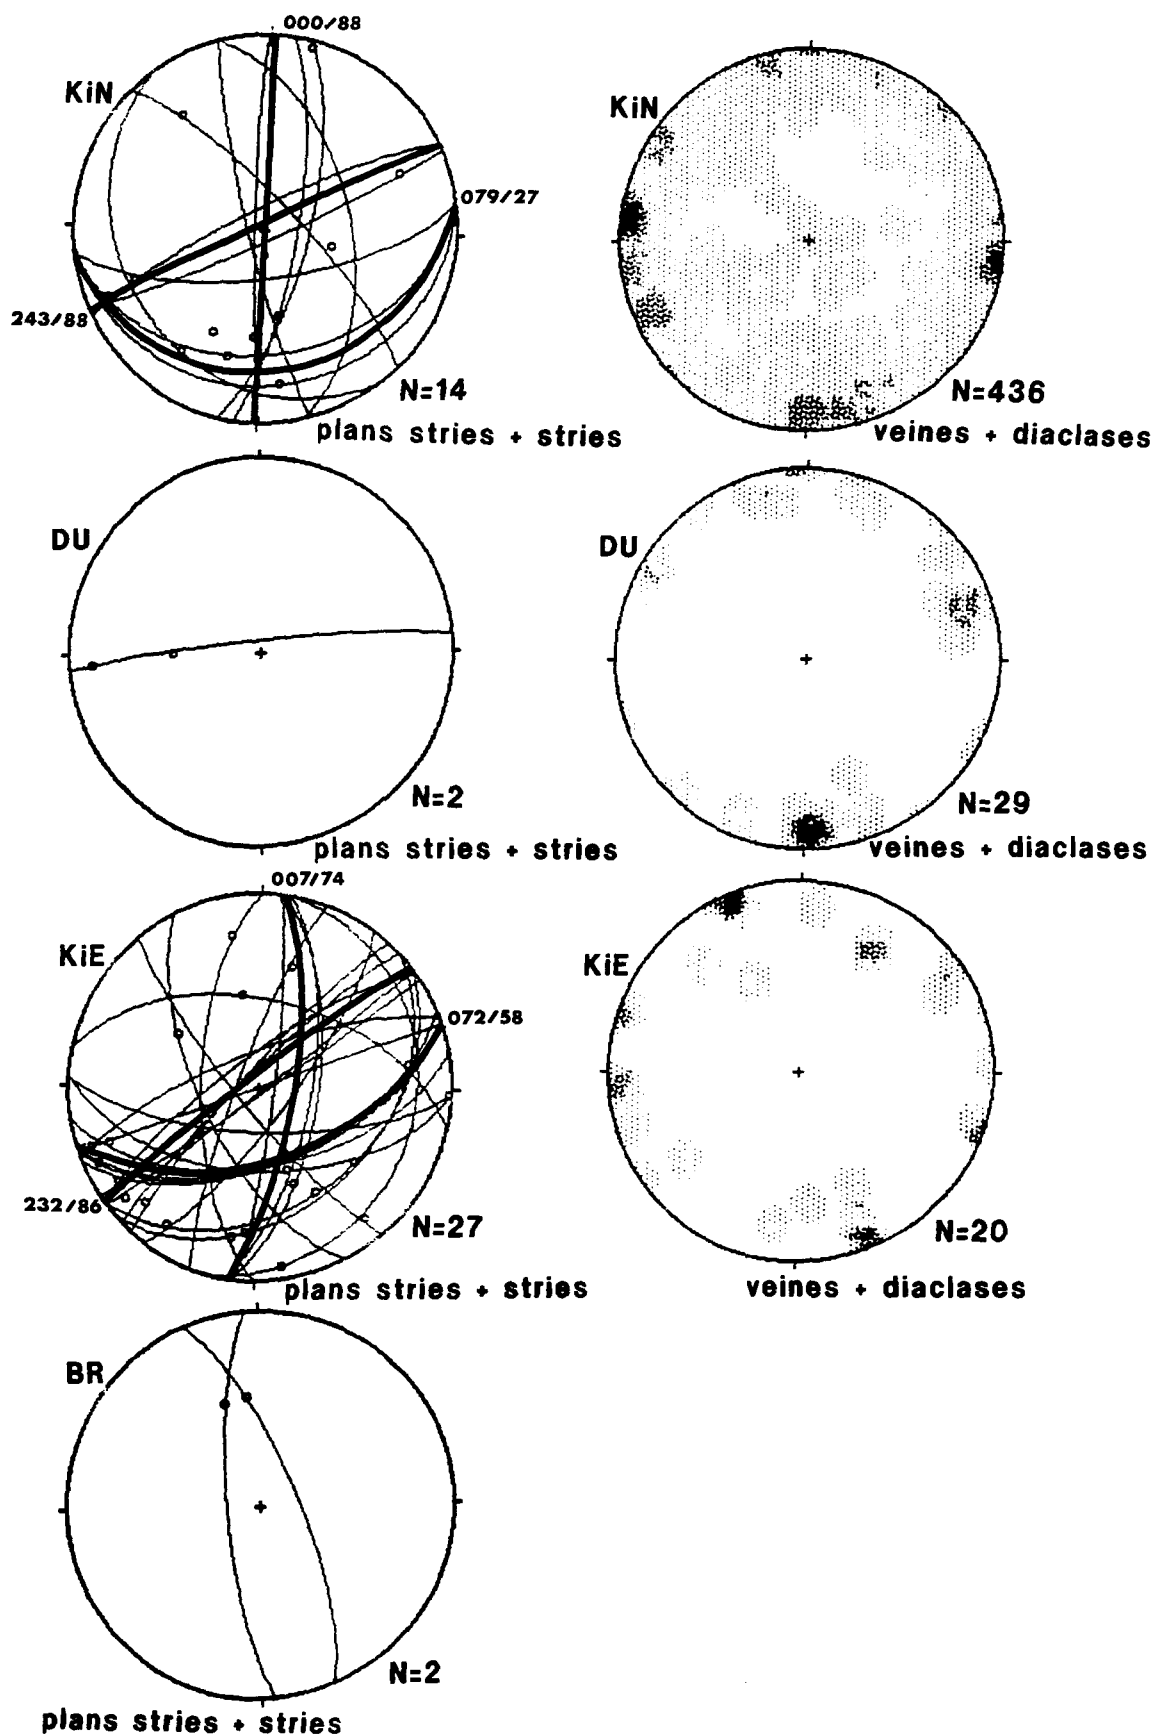 000/88
KiN
079/27
243/88
N=14
plans stries + stries
KiN
N=436
veines + diaclases
DU
N=2
plans stries + stries
DU
N=29
veines + diaclases
007/74
KiE
072/58
232/86
N=27
plans stries + stries
KiE
N=20
veines + diaclases
BR
N=2
plans stries + stries